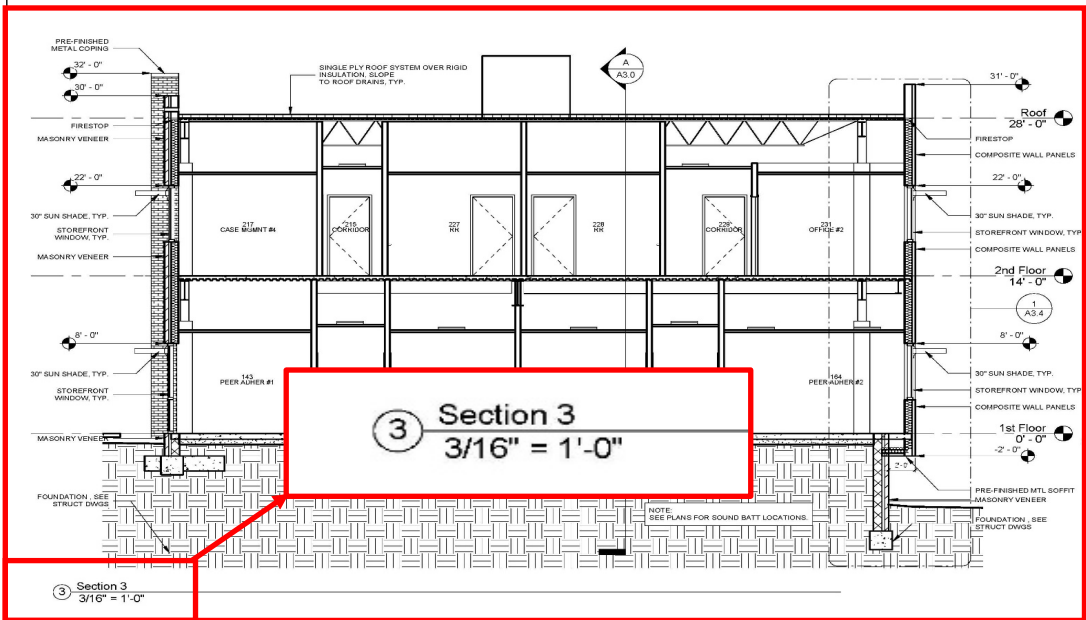 PRE-FINISHED
METAL COPING
32' - 0"
30' - 0"
FIRESTOP
MASONRY VENEER
22' - 0"
30" SUN SHADE, TYP.
STOREFRONT
WINDOW, TYP.
MASONRY VENEER
8' - 0"
30" SUN SHADE, TYP.
STOREFRONT
WINDOW, TYP.
MASONRY VENEER
FOUNDATION , SEE
STRUCT DWGS
SINGLE PLY ROOF SYSTEM OVER RIGID
INSULATION, SLOPE
TO ROOF DRAINS, TYP.
A
A3.0
217
CASE MGMNT #4
215
CORRIDOR
227
RR
228
RR
229
CORRIDOR
231
OFFICE #2
143
PEER ADHER #1
164
PEER ADHER #2
3
Section 3
3/16" = 1'-0"
NOTE:
SEE PLANS FOR SOUND BATT LOCATIONS.
31' - 0"
Roof
28' - 0"
FIRESTOP
COMPOSITE WALL PANELS
22' - 0"
30" SUN SHADE, TYP.
STOREFRONT WINDOW, TYP
COMPOSITE WALL PANELS
2nd Floor
14' - 0"
1
A3.4
8' - 0"
30" SUN SHADE, TYP.
STOREFRONT WINDOW, TYP
COMPOSITE WALL PANELS
1st Floor
0' - 0"
-2' - 0"
2'-0"
PRE-FINISHED MTL SOFFIT
MASONRY VENEER
FOUNDATION , SEE
STRUCT DWGS
3
Section 3
3/16" = 1'-0"